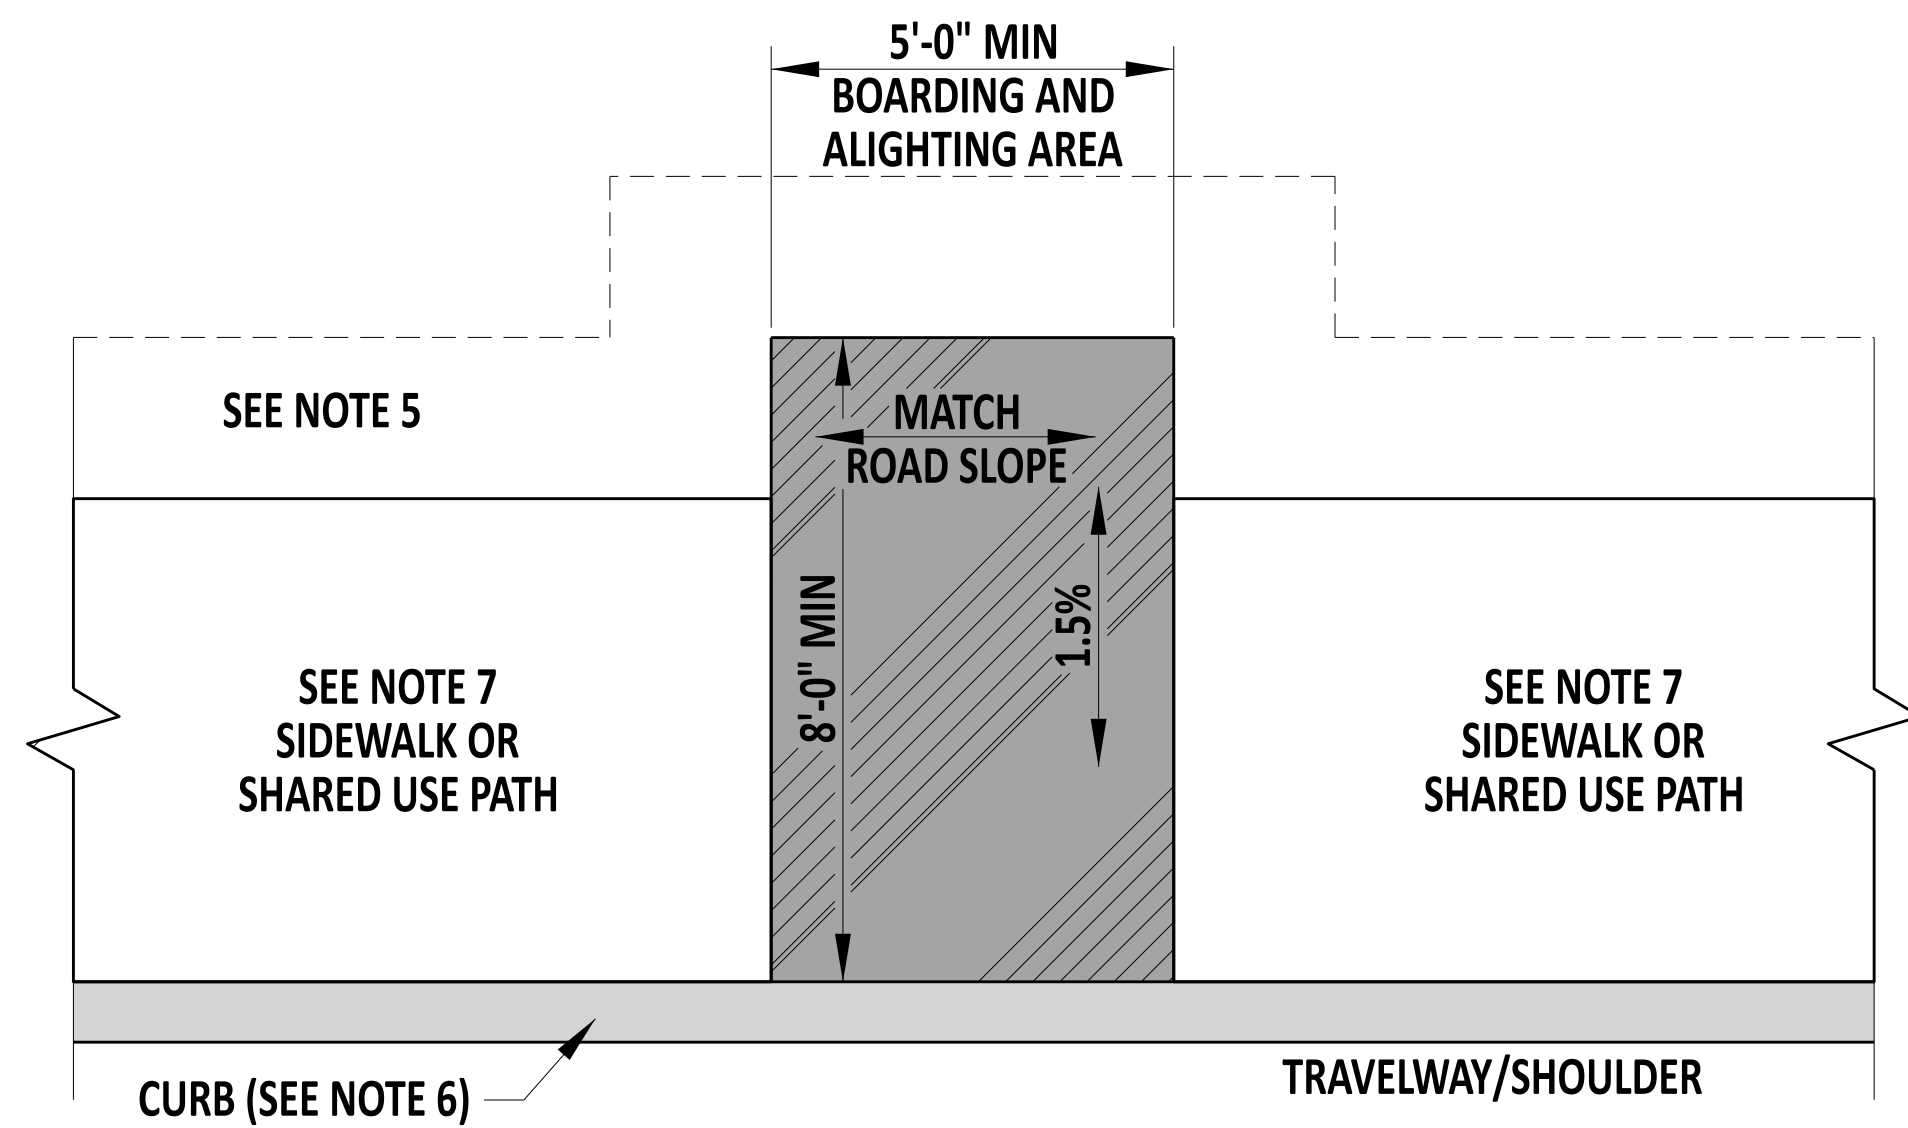 5'-0" MIN
BOARDING AND
ALIGHTING AREA
SEE NOTE 5
MATCH
ROAD SLOPE
8'-0" MIN
1.5%
SEE NOTE 7
SIDEWALK OR
SHARED USE PATH
SEE NOTE 7
SIDEWALK OR
SHARED USE PATH
CURB (SEE NOTE 6)
TRAVELWAY/SHOULDER